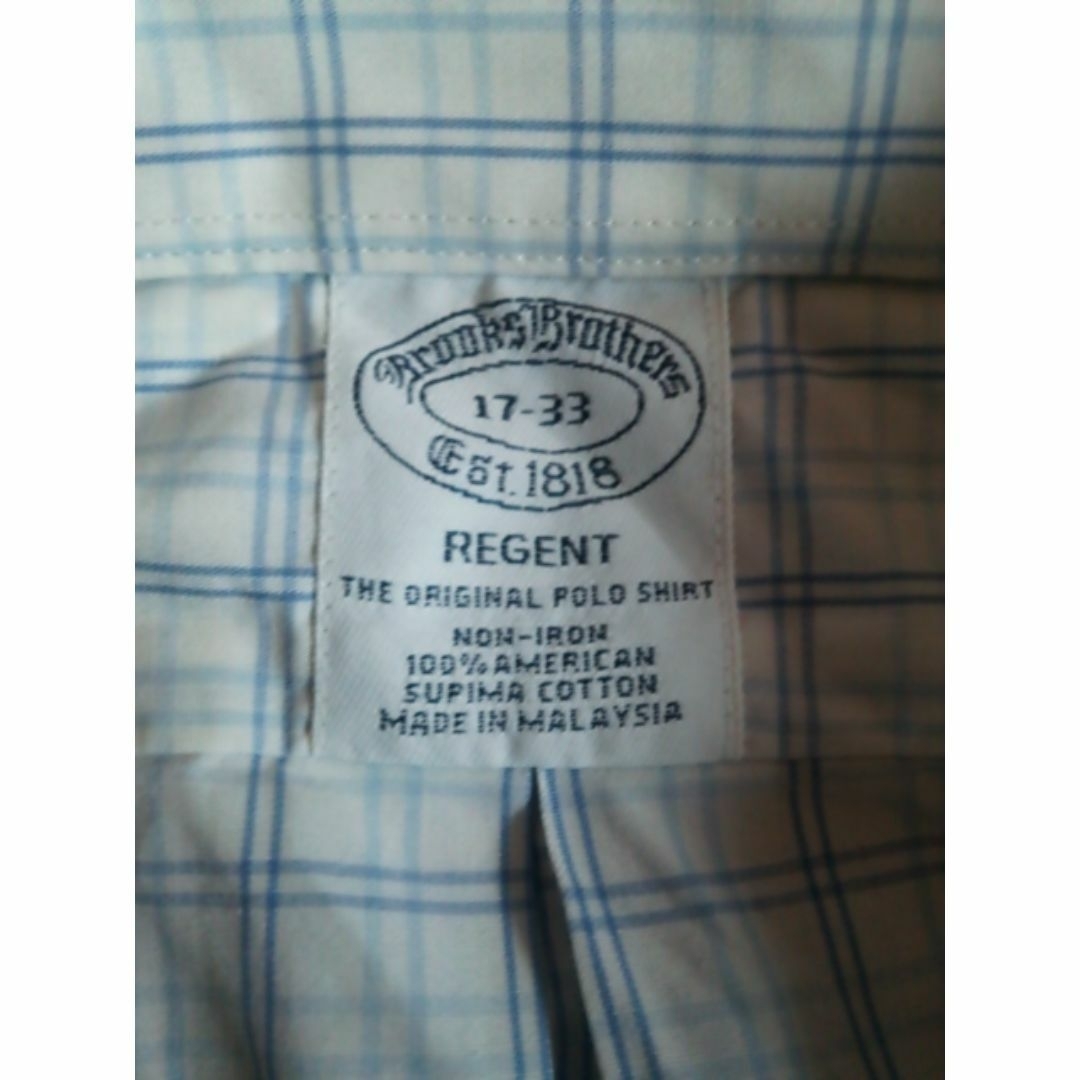 Brooks Brothers
17-33
Est. 1818
REGENT
THE ORIGINAL POLO SHIRT
NON-IRON
100% AMERICAN
SUPIMA COTTON
MADE IN MALAYSIA